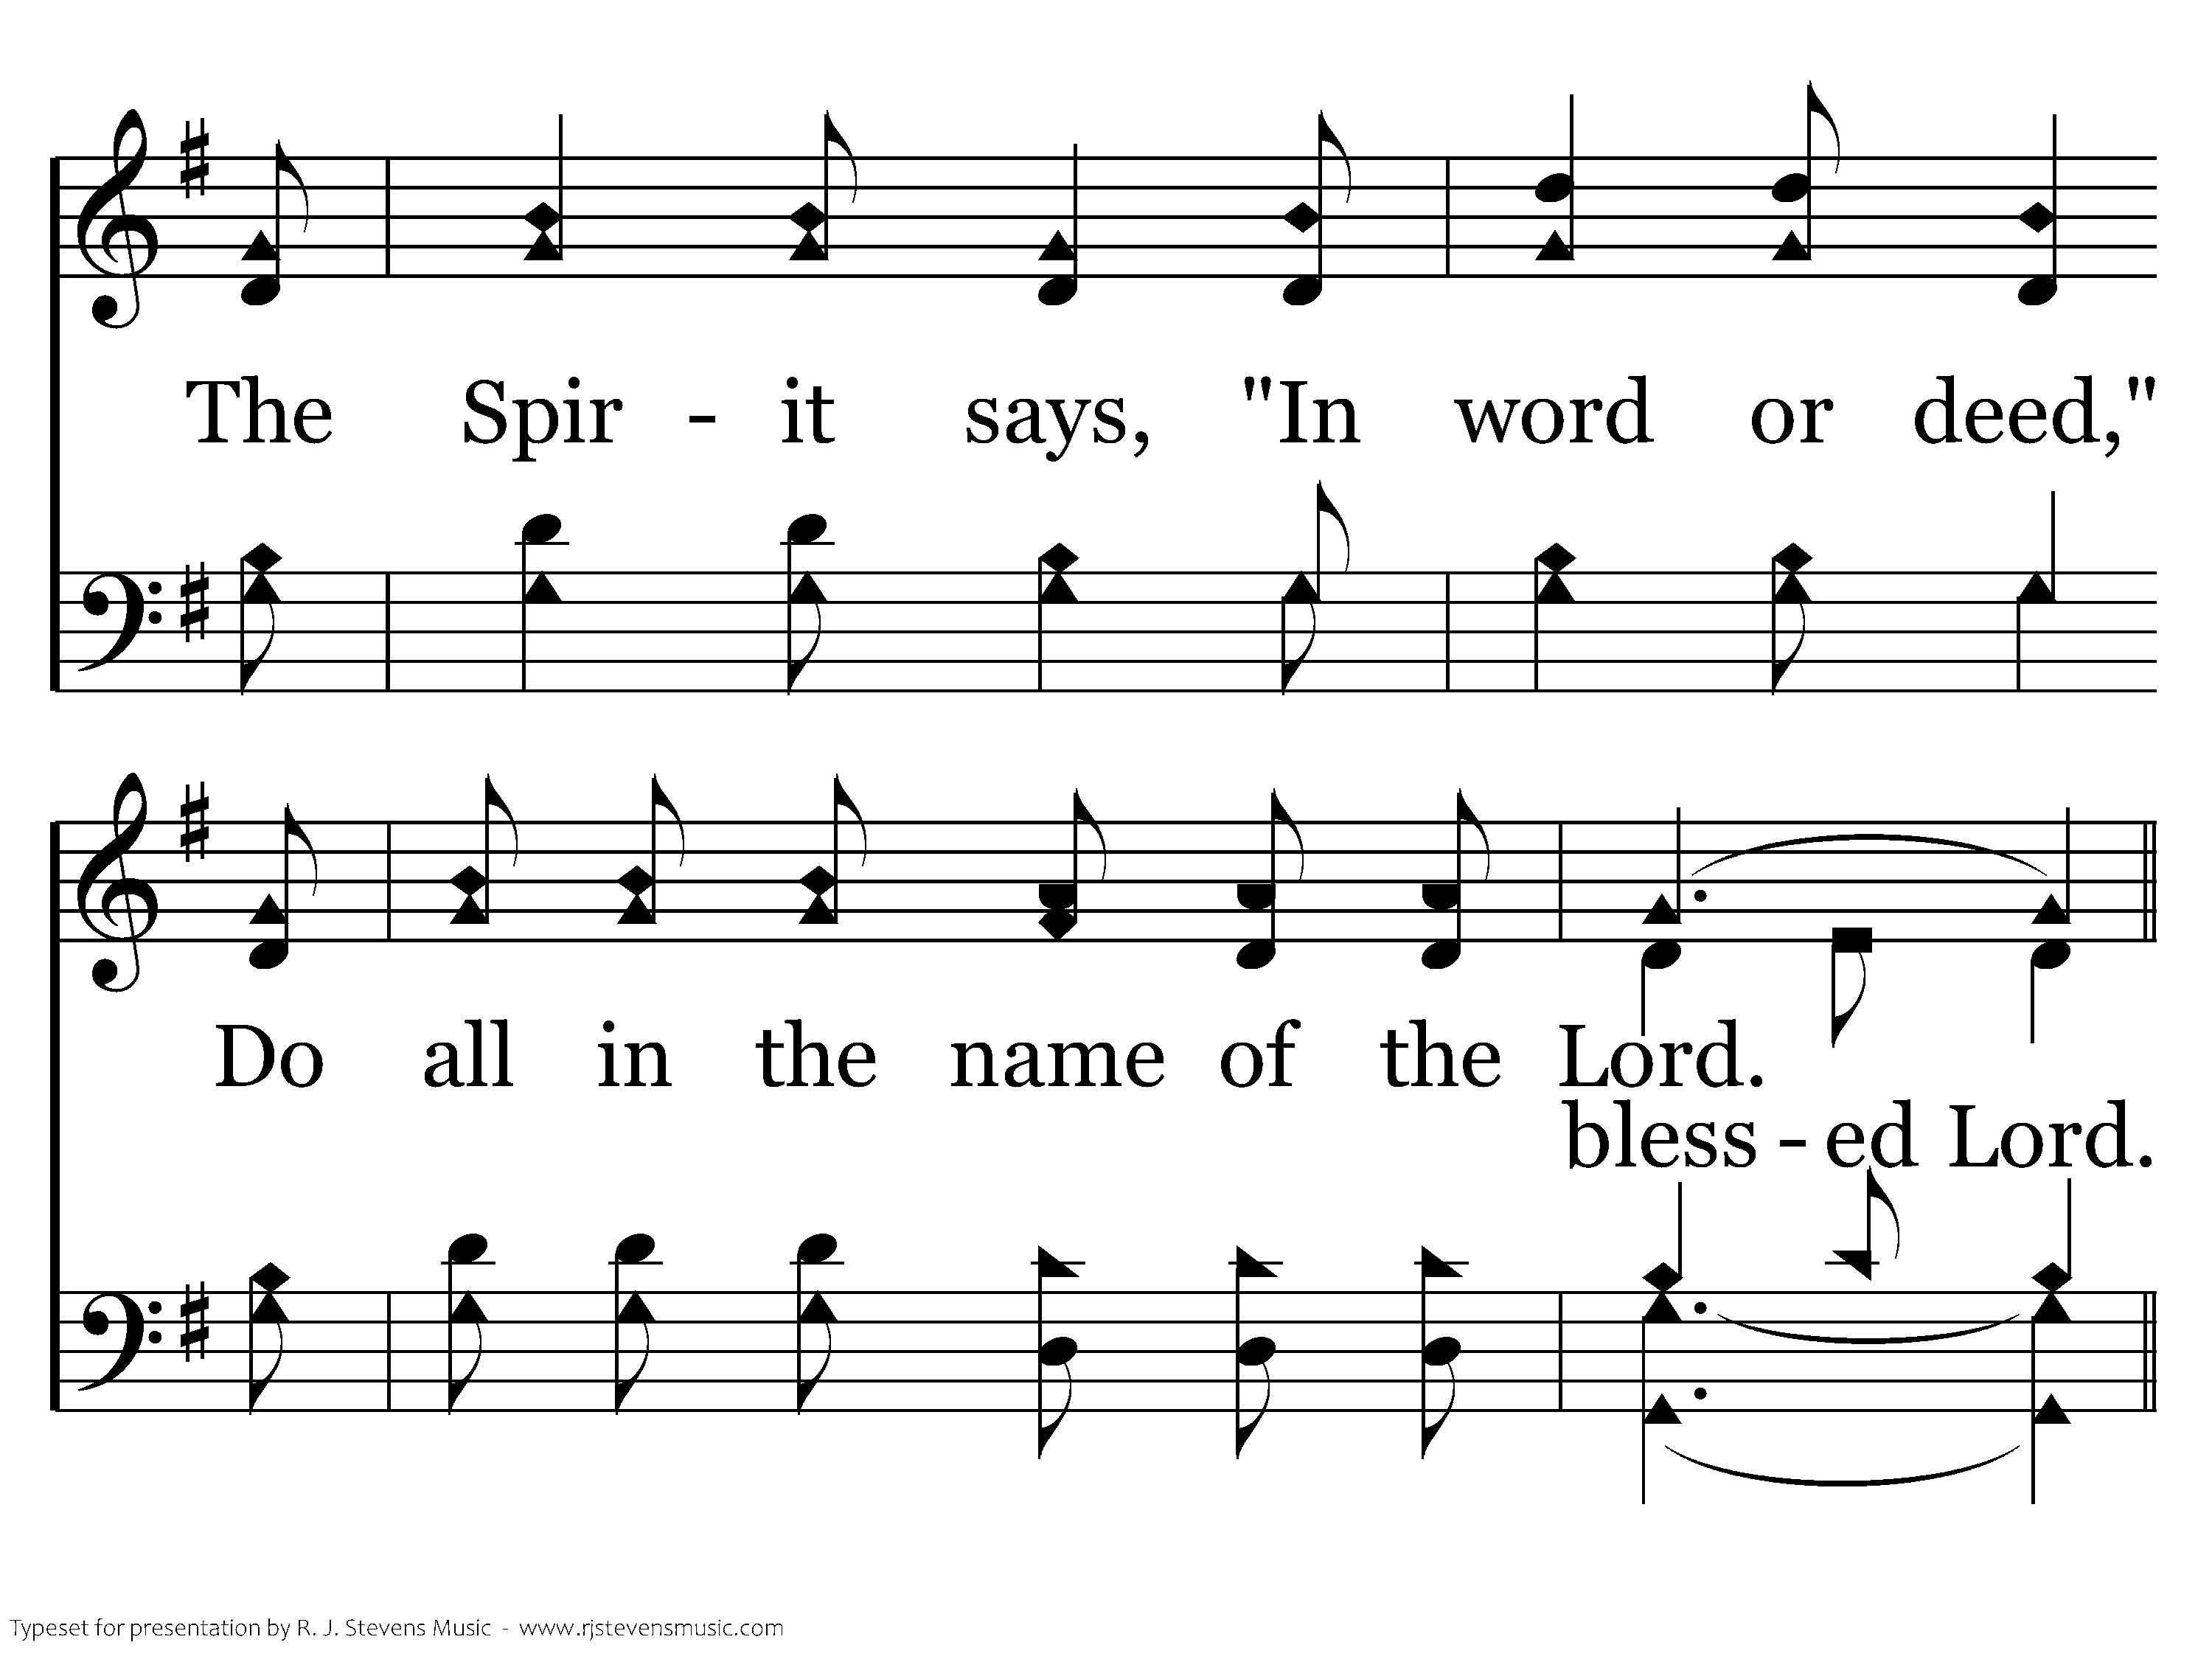 The Spir - it says, "In word or deed,"
Do all in the name of the Lord.
bless - ed Lord.
Typeset for presentation by R. J. Stevens Music - www.rjstevensmusic.com